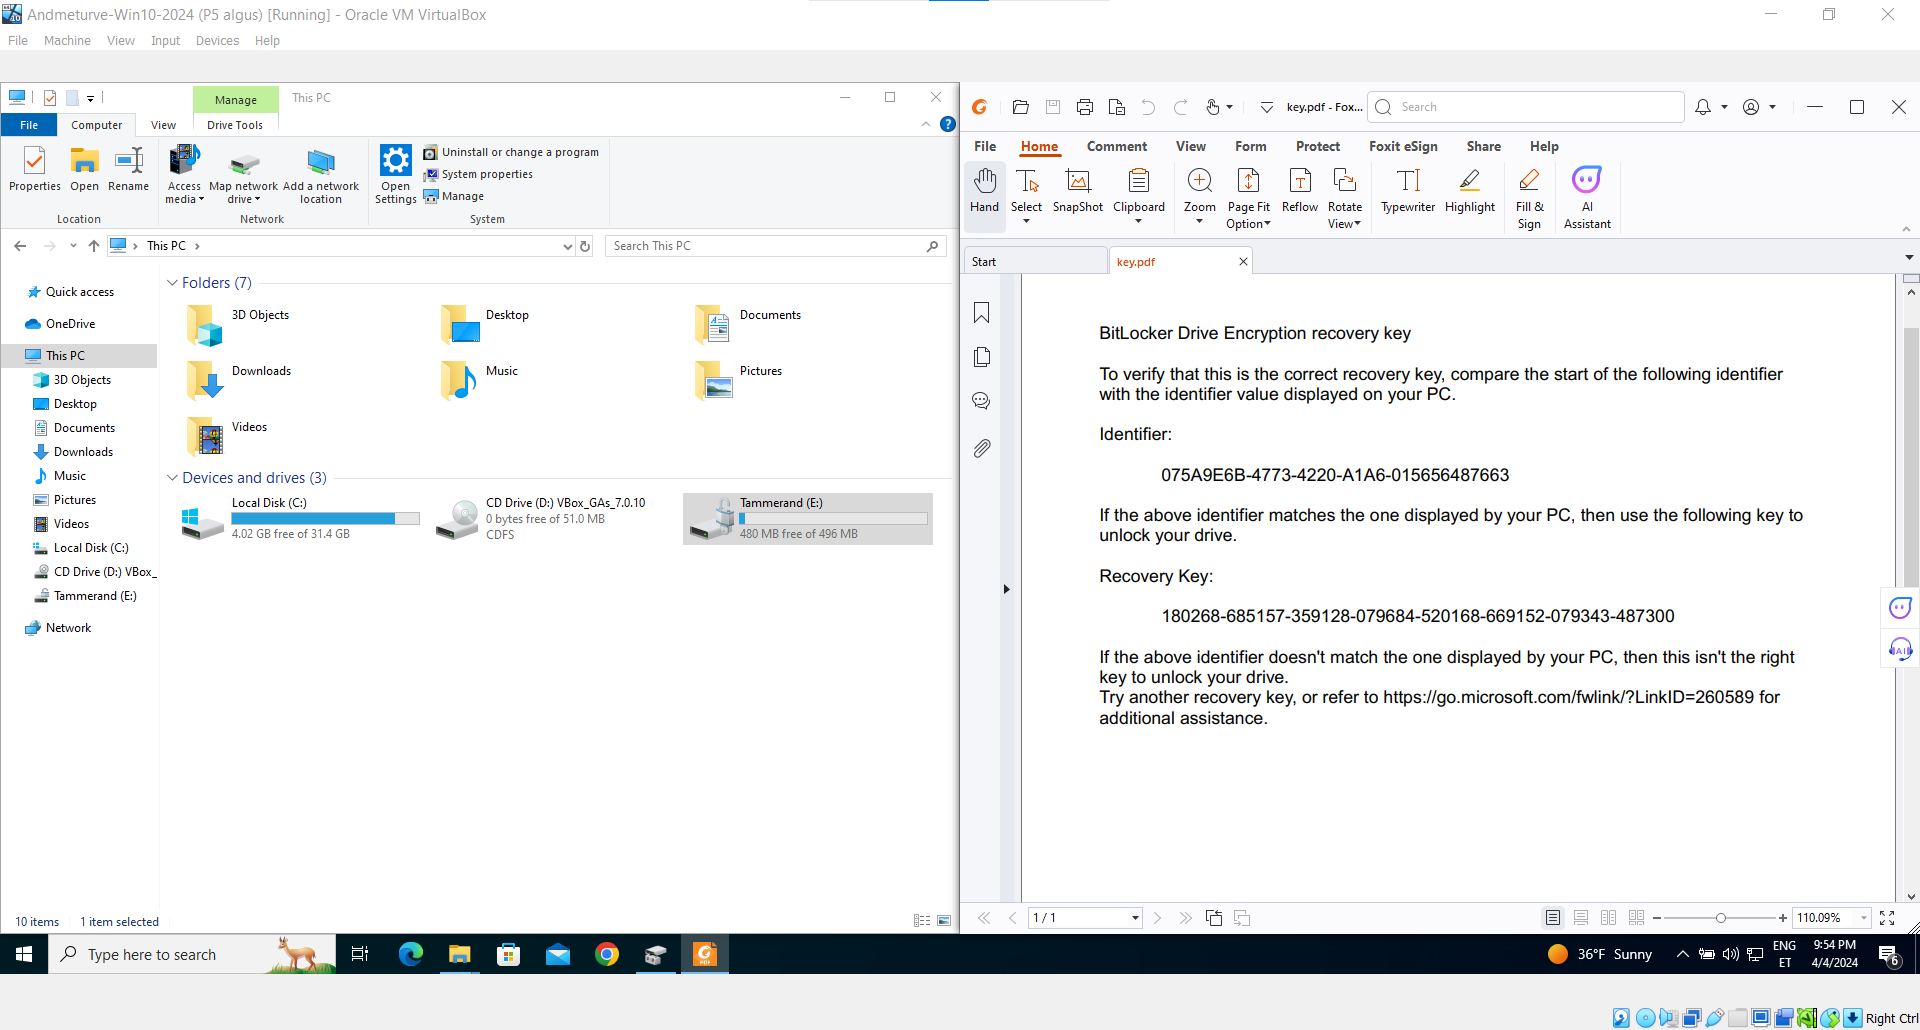 Andmeturve-Win10-2024 (P5 algus) [Running] - Oracle VM VirtualBox
File Machine View Input Devices Help
Manage This PC
File Computer View Drive Tools
Properties Open Rename
Location
Access media Map network drive Add a network location
Network
Open Settings
Uninstall or change a program
System properties
Manage
System
This PC
Search This PC
Quick access
OneDrive
This PC
3D Objects
Desktop
Documents
Downloads
Music
Pictures
Videos
Local Disk (C:)
CD Drive (D:) VBox_
Tammerand (E:)
Network
Folders (7)
3D Objects Desktop Documents
Downloads Music Pictures
Videos
Devices and drives (3)
Local Disk (C:)
4.02 GB free of 31.4 GB
CD Drive (D:) VBox_GAs_7.0.10
0 bytes free of 51.0 MB
CDFS
Tammerand (E:)
480 MB free of 496 MB
10 items 1 item selected
key.pdf - Fox... Search
File Home Comment View Form Protect Foxit eSign Share Help
Hand Select SnapShot Clipboard Zoom Page Fit Option Reflow Rotate View Typewriter Highlight Fill & Sign AI Assistant
Start key.pdf
BitLocker Drive Encryption recovery key
To verify that this is the correct recovery key, compare the start of the following identifier
with the identifier value displayed on your PC.
Identifier:
075A9E6B-4773-4220-A1A6-015656487663
If the above identifier matches the one displayed by your PC, then use the following key to
unlock your drive.
Recovery Key:
180268-685157-359128-079684-520168-669152-079343-487300
If the above identifier doesn't match the one displayed by your PC, then this isn't the right
key to unlock your drive.
Try another recovery key, or refer to https://go.microsoft.com/fwlink/?LinkID=260589 for
additional assistance.
1 / 1
110.09%
Type here to search
36°F Sunny
ENG
ET
9:54 PM
4/4/2024
6
Right Ctrl